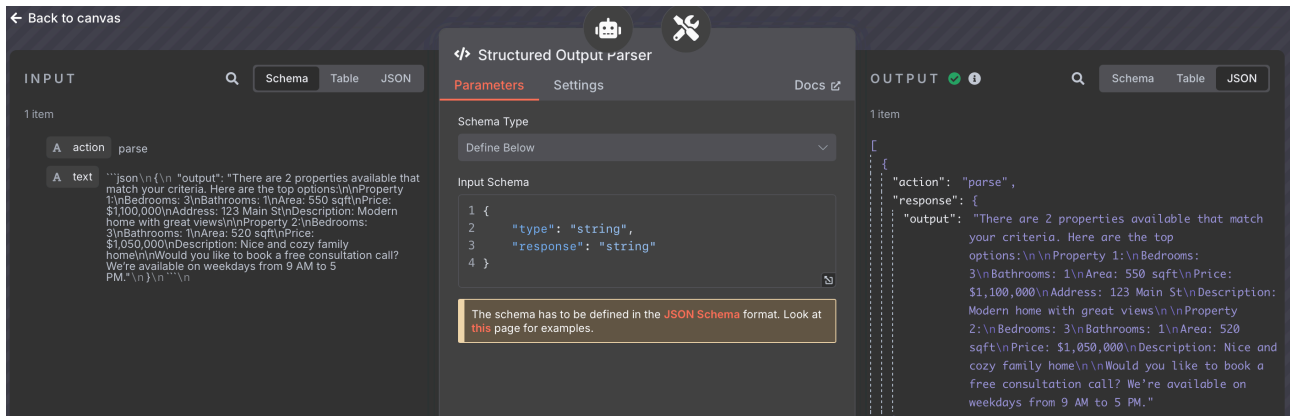 ← Back to canvas
INPUT
Schema Table JSON
1 item
A action parse
A text ```json\n{\n "output": "There are 2 properties available that
match your criteria. Here are the top options:\n\nProperty
1:\nBedrooms: 3\nBathrooms: 1\nArea: 550 sqft\nPrice:
$1,100,000\nAddress: 123 Main St\nDescription: Modern
home with great views\n\nProperty 2:\nBedrooms:
3\nBathrooms: 1\nArea: 520 sqft\nPrice:
$1,050,000\nDescription: Nice and cozy family
home\n\nWould you like to book a free consultation call?
We're available on weekdays from 9 AM to 5
PM."\n}\n```\n
</> Structured Output Parser
Parameters Settings Docs
Schema Type
Define Below
Input Schema
1 {
2 "type": "string",
3 "response": "string"
4 }
The schema has to be defined in the JSON Schema format. Look at
this page for examples.
OUTPUT
Schema Table JSON
1 item
[
{
"action": "parse",
"response": {
"output": "There are 2 properties available that match
your criteria. Here are the top
options:\n\nProperty 1:\nBedrooms:
3\nBathrooms: 1\nArea: 550 sqft\nPrice:
$1,100,000\nAddress: 123 Main St\nDescription:
Modern home with great views\n\nProperty
2:\nBedrooms: 3\nBathrooms: 1\nArea: 520
sqft\nPrice: $1,050,000\nDescription: Nice and
cozy family home\n\nWould you like to book a
free consultation call? We're available on
weekdays from 9 AM to 5 PM."